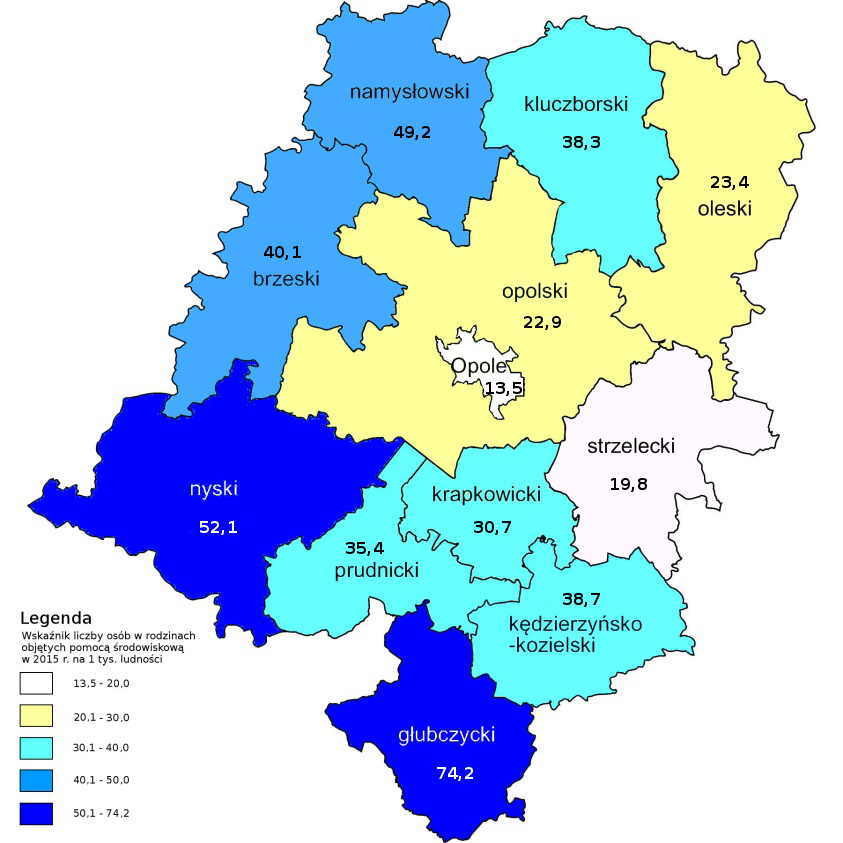 namysłowski
49,2
kluczborski
38,3
23,4
oleski
40,1
brzeski
opolski
22,9
Opole
13,5
strzelecki
19,8
nyski
52,1
krapkowicki
30,7
35,4
prudnicki
38,7
kędzierzyńsko
-kozielski
głubczycki
74,2
Legenda
Wskaźnik liczby osób w rodzinach
objętych pomocą środowiskową
w 2015 r. na 1 tys. ludności
13,5 - 20,0
20,1 - 30,0
30,1 - 40,0
40,1 - 50,0
50,1 - 74,2